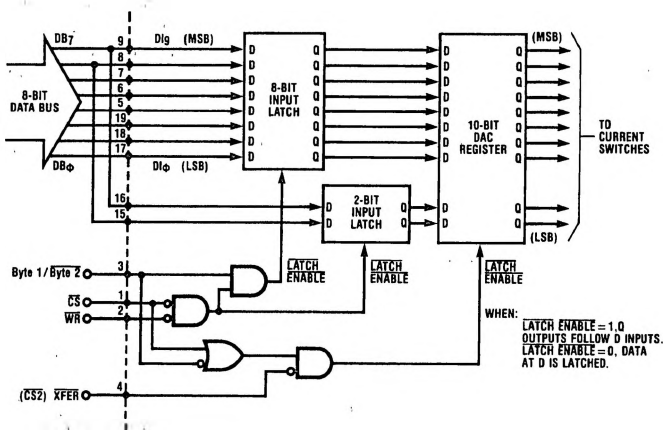 DB7 9 DI9 (MSB)
8
7
6
5
19
18
17
DBΦ DIΦ (LSB)
8-BIT
DATA BUS
D Q
D Q
D Q
D Q
D Q
D Q
D Q
D Q
8-BIT
INPUT
LATCH
D Q (MSB)
D Q
D Q
D Q
D Q
D Q
D Q
D Q
10-BIT
DAC
REGISTER
TO
CURRENT
SWITCHES
16
15
D Q
D Q
2-BIT
INPUT
LATCH
D Q
D Q
(LSB)
Byte 1/Byte 2 3
CS 1
WR 2
(CS2) XFER 4
LATCH
ENABLE
LATCH
ENABLE
LATCH
ENABLE
WHEN:
LATCH ENABLE = 1, Q
OUTPUTS FOLLOW D INPUTS.
LATCH ENABLE = 0, DATA
AT D IS LATCHED.